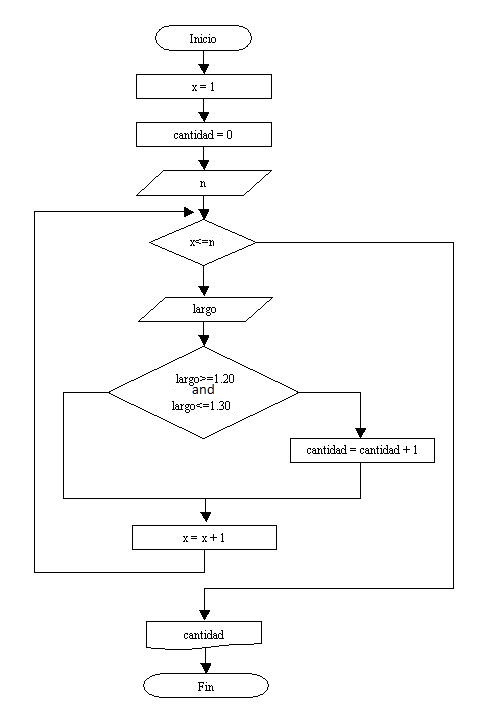 Inicio
x = 1
cantidad = 0
n
x<=n
largo
largo>=1.20
and
largo<=1.30
cantidad = cantidad + 1
x = x + 1
cantidad
Fin